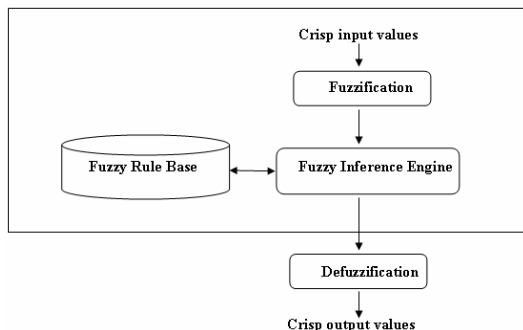 Crisp input values
Fuzzification
Fuzzy Rule Base
Fuzzy Inference Engine
Defuzzification
Crisp output values